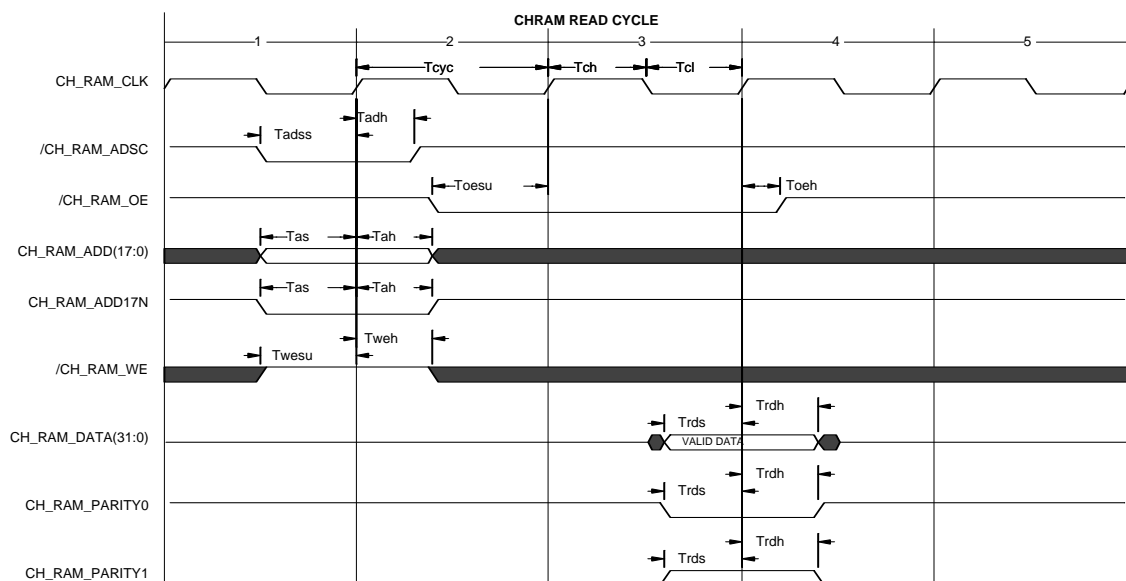 CHRAM READ CYCLE
1 2 3 4 5
CH_RAM_CLK Tcyc Tch Tcl
Tadh
Tadss
/CH_RAM_ADSC
Toesu Toeh
/CH_RAM_OE
Tas Tah
CH_RAM_ADD(17:0)
Tas Tah
CH_RAM_ADD17N
Tweh
Twesu
/CH_RAM_WE
Trdh
Trds
CH_RAM_DATA(31:0) VALID DATA
Trdh
Trds
CH_RAM_PARITY0
Trdh
Trds
CH_RAM_PARITY1